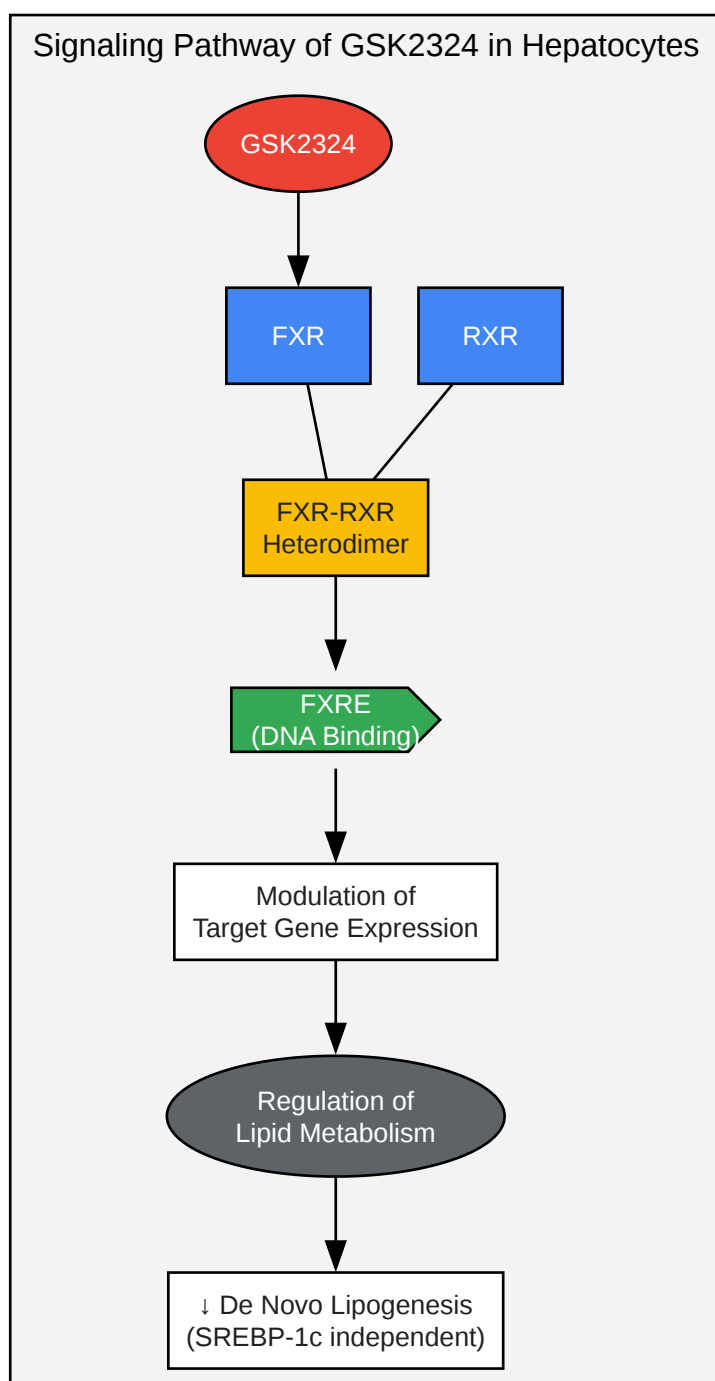 Signaling Pathway of GSK2324 in Hepatocytes
GSK2324
FXR
RXR
FXR-RXR
Heterodimer
FXRE
(DNA Binding)
Modulation of
Target Gene Expression
Regulation of
Lipid Metabolism
↓ De Novo Lipogenesis
(SREBP-1c independent)